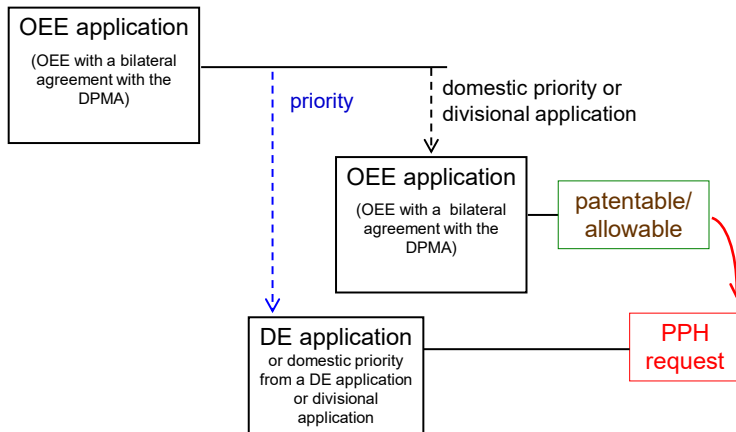 OEE application
(OEE with a bilateral
agreement with the
DPMA)
priority
domestic priority or
divisional application
OEE application
(OEE with a bilateral
agreement with the
DPMA)
patentable/
allowable
DE application
or domestic priority
from a DE application
or divisional
application
PPH
request